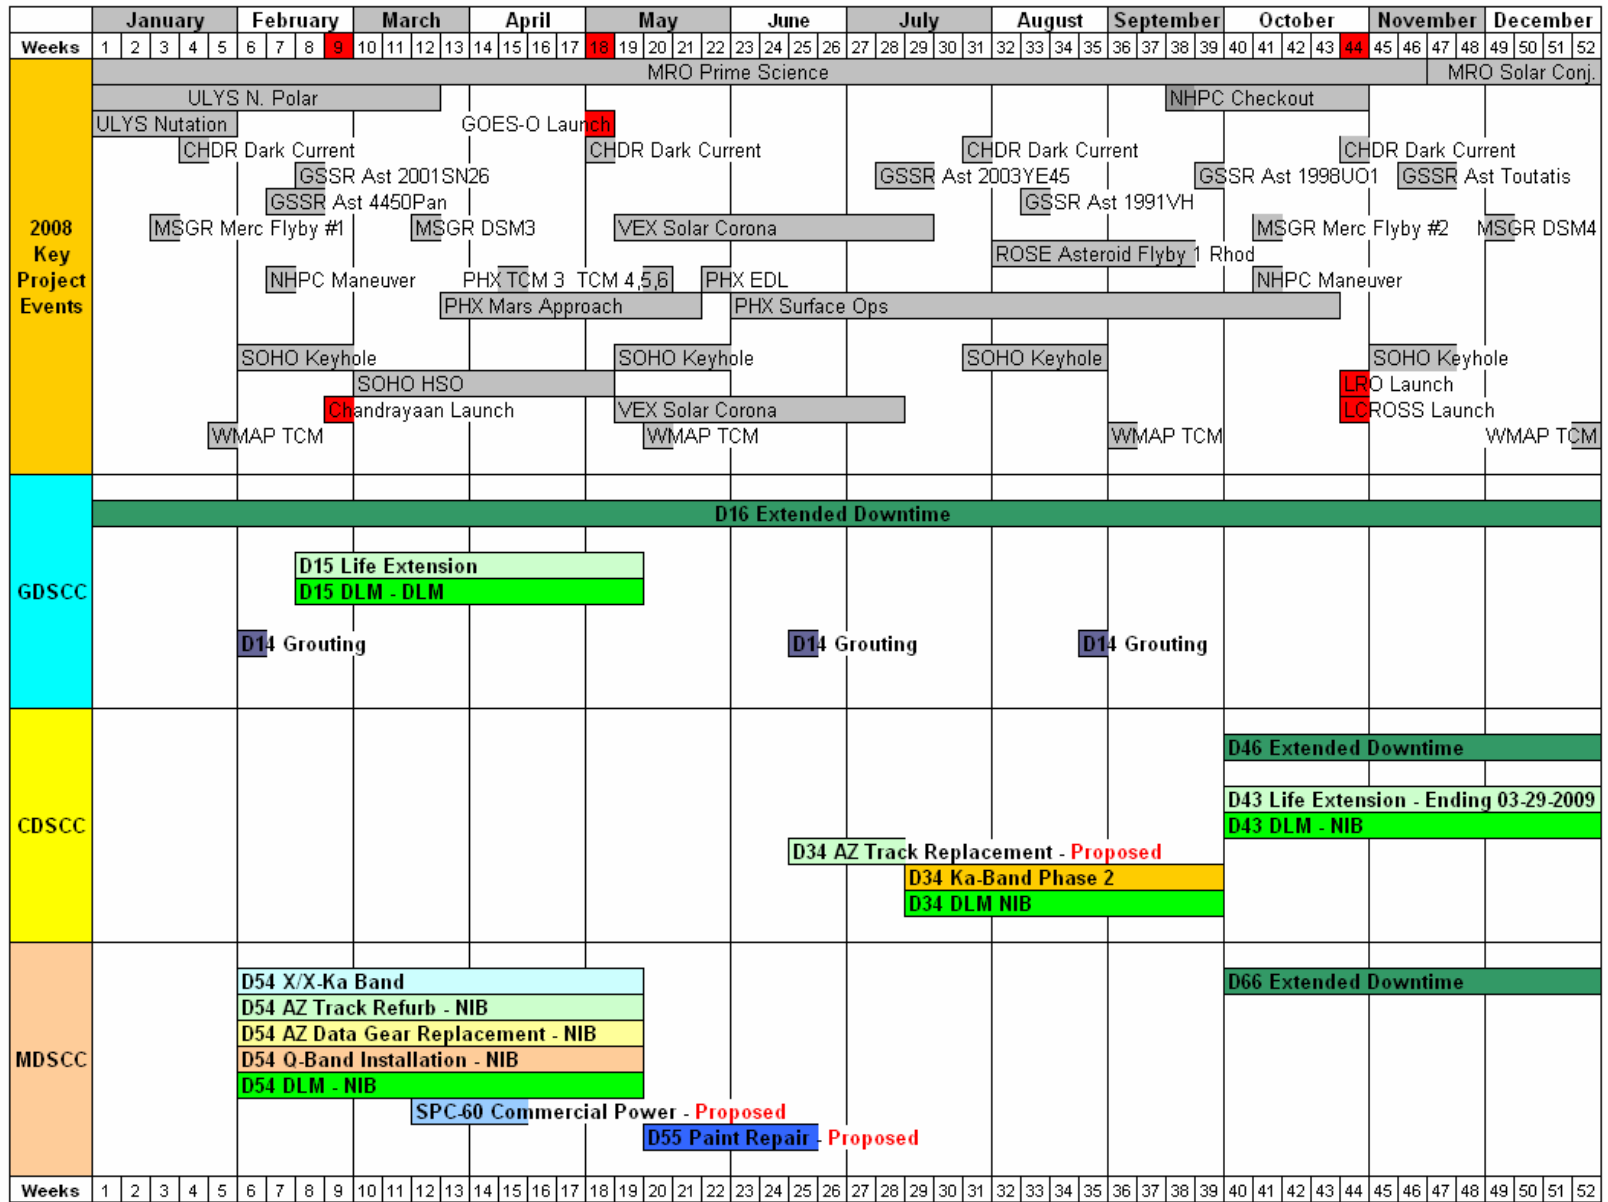 January February March April May June July August September October November December
Weeks 1 2 3 4 5 6 7 8 9 10 11 12 13 14 15 16 17 18 19 20 21 22 23 24 25 26 27 28 29 30 31 32 33 34 35 36 37 38 39 40 41 42 43 44 45 46 47 48 49 50 51 52
MRO Prime Science MRO Solar Conj.
ULYS N. Polar NHPC Checkout
ULYS Nutation GOES-O Launch
CHDR Dark Current CHDR Dark Current CHDR Dark Current CHDR Dark Current
GSSR Ast 2001SN26 GSSR Ast 2003YE45 GSSR Ast 1998UO1 GSSR Ast Toutatis
GSSR Ast 4450Pan GSSR Ast 1991VH
2008 Key Project Events
MSGR Merc Flyby #1 MSGR DSM3 VEX Solar Corona MSGR Merc Flyby #2 MSGR DSM4
ROSE Asteroid Flyby 1 Rhod
NHPC Maneuver PHX TCM 3 TCM 4,5,6 PHX EDL NHPC Maneuver
PHX Mars Approach PHX Surface Ops
SOHO Keyhole SOHO Keyhole SOHO Keyhole SOHO Keyhole
SOHO HSO LRO Launch
Chandrayaan Launch VEX Solar Corona LCROSS Launch
WMAP TCM WMAP TCM WMAP TCM WMAP TCM
D16 Extended Downtime
D15 Life Extension
GDSCC D15 DLM - DLM
D14 Grouting D14 Grouting D14 Grouting
D46 Extended Downtime
D43 Life Extension - Ending 03-29-2009
CDSCC D43 DLM - NIB
D34 AZ Track Replacement - Proposed
D34 Ka-Band Phase 2
D34 DLM NIB
D54 X/X-Ka Band D66 Extended Downtime
D54 AZ Track Refurb - NIB
D54 AZ Data Gear Replacement - NIB
MDSCC D54 Q-Band Installation - NIB
D54 DLM - NIB
SPC-60 Commercial Power - Proposed
D55 Paint Repair - Proposed
Weeks 1 2 3 4 5 6 7 8 9 10 11 12 13 14 15 16 17 18 19 20 21 22 23 24 25 26 27 28 29 30 31 32 33 34 35 36 37 38 39 40 41 42 43 44 45 46 47 48 49 50 51 52